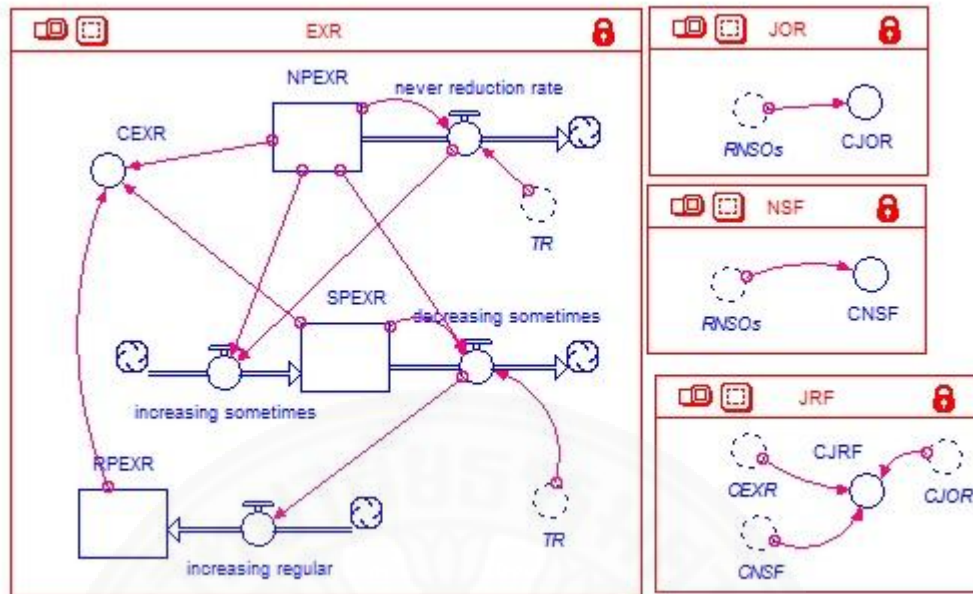 EXR
NPEXR
never reduction rate
CEXR
TR
SPEXR
decreasing sometimes
increasing sometimes
RPEXR
increasing regular
TR
JOR
RNSOs
CJOR
NSF
RNSOs
CNSF
JRF
CJRF
CEXR
CJOR
CNSF